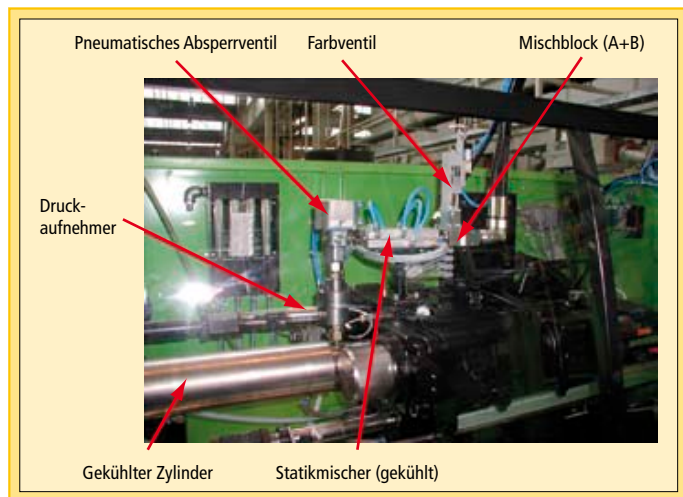 Pneumatisches Absperrventil Farbventil Mischblock (A+B)
Druck-
aufnehmer
Gekühlter Zylinder Statikmischer (gekühlt)